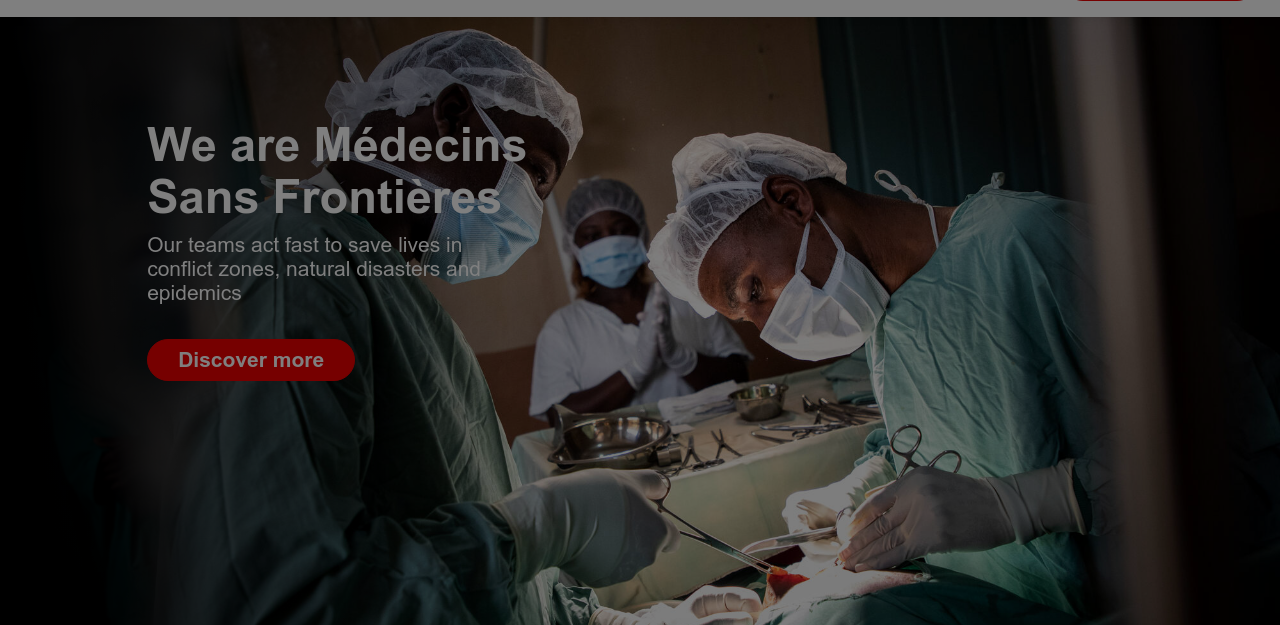 We are Médecins
Sans Frontières
Our teams act fast to save lives in
conflict zones, natural disasters and
epidemics
Discover more